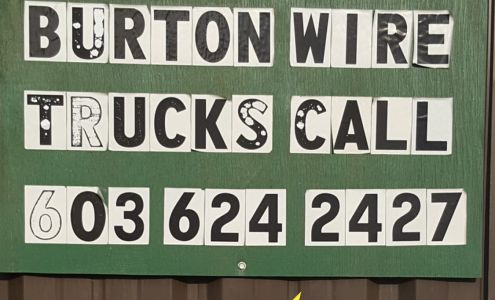 BURTON WIRE
TRUCKS CALL
603 624 2427